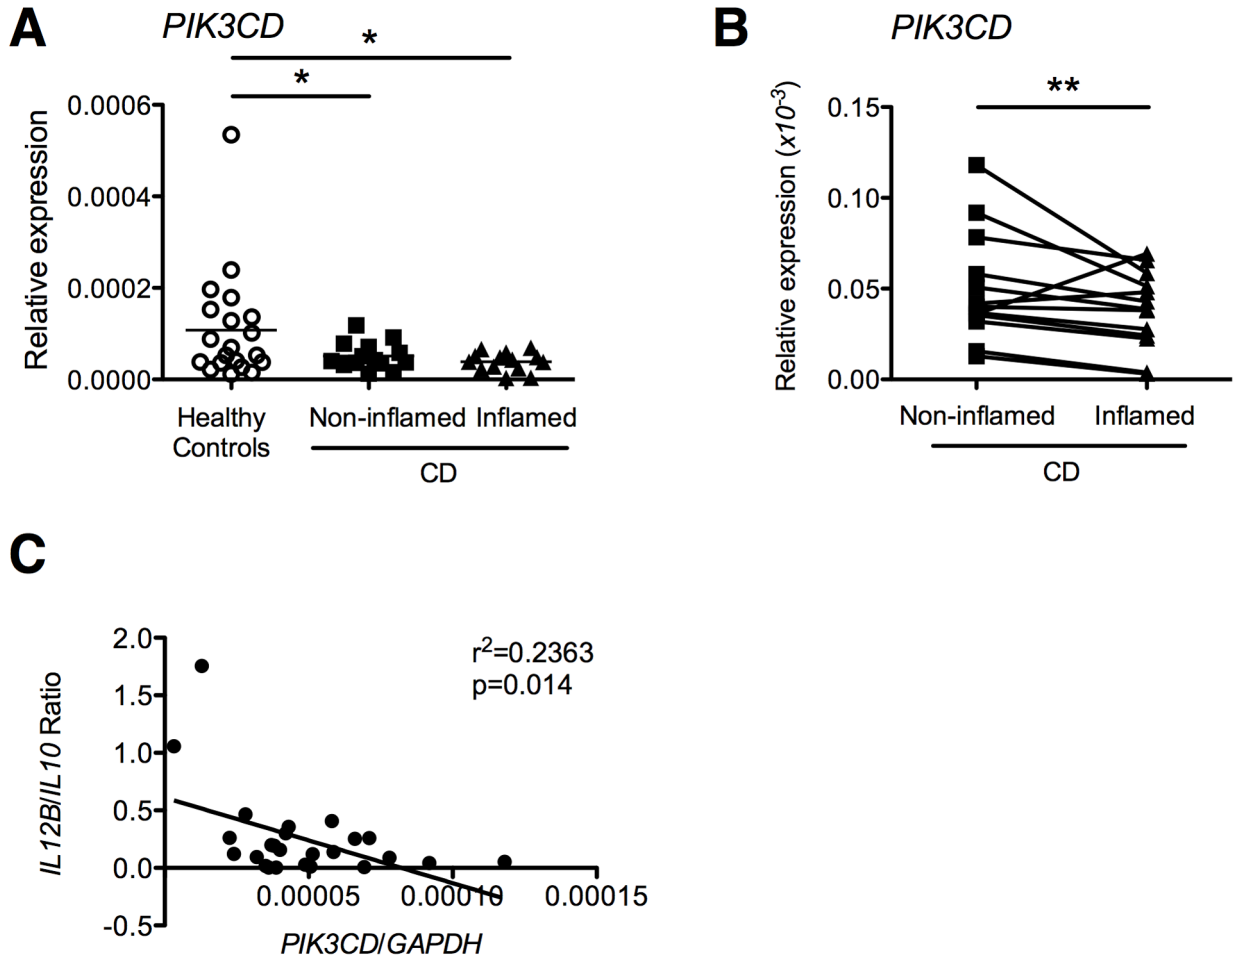 A
PIK3CD
*
*
Relative expression
0.0006
0.0004
0.0002
0.0000
Healthy
Controls
Non-inflamed
Inflamed
CD
B
PIK3CD
**
Relative expression (x10-3)
0.15
0.10
0.05
0.00
Non-inflamed
Inflamed
CD
C
IL12B/IL10 Ratio
2.0
1.5
1.0
0.5
0.0
-0.5
r2=0.2363
p=0.014
0.00005
0.00010
0.00015
PIK3CD/GAPDH